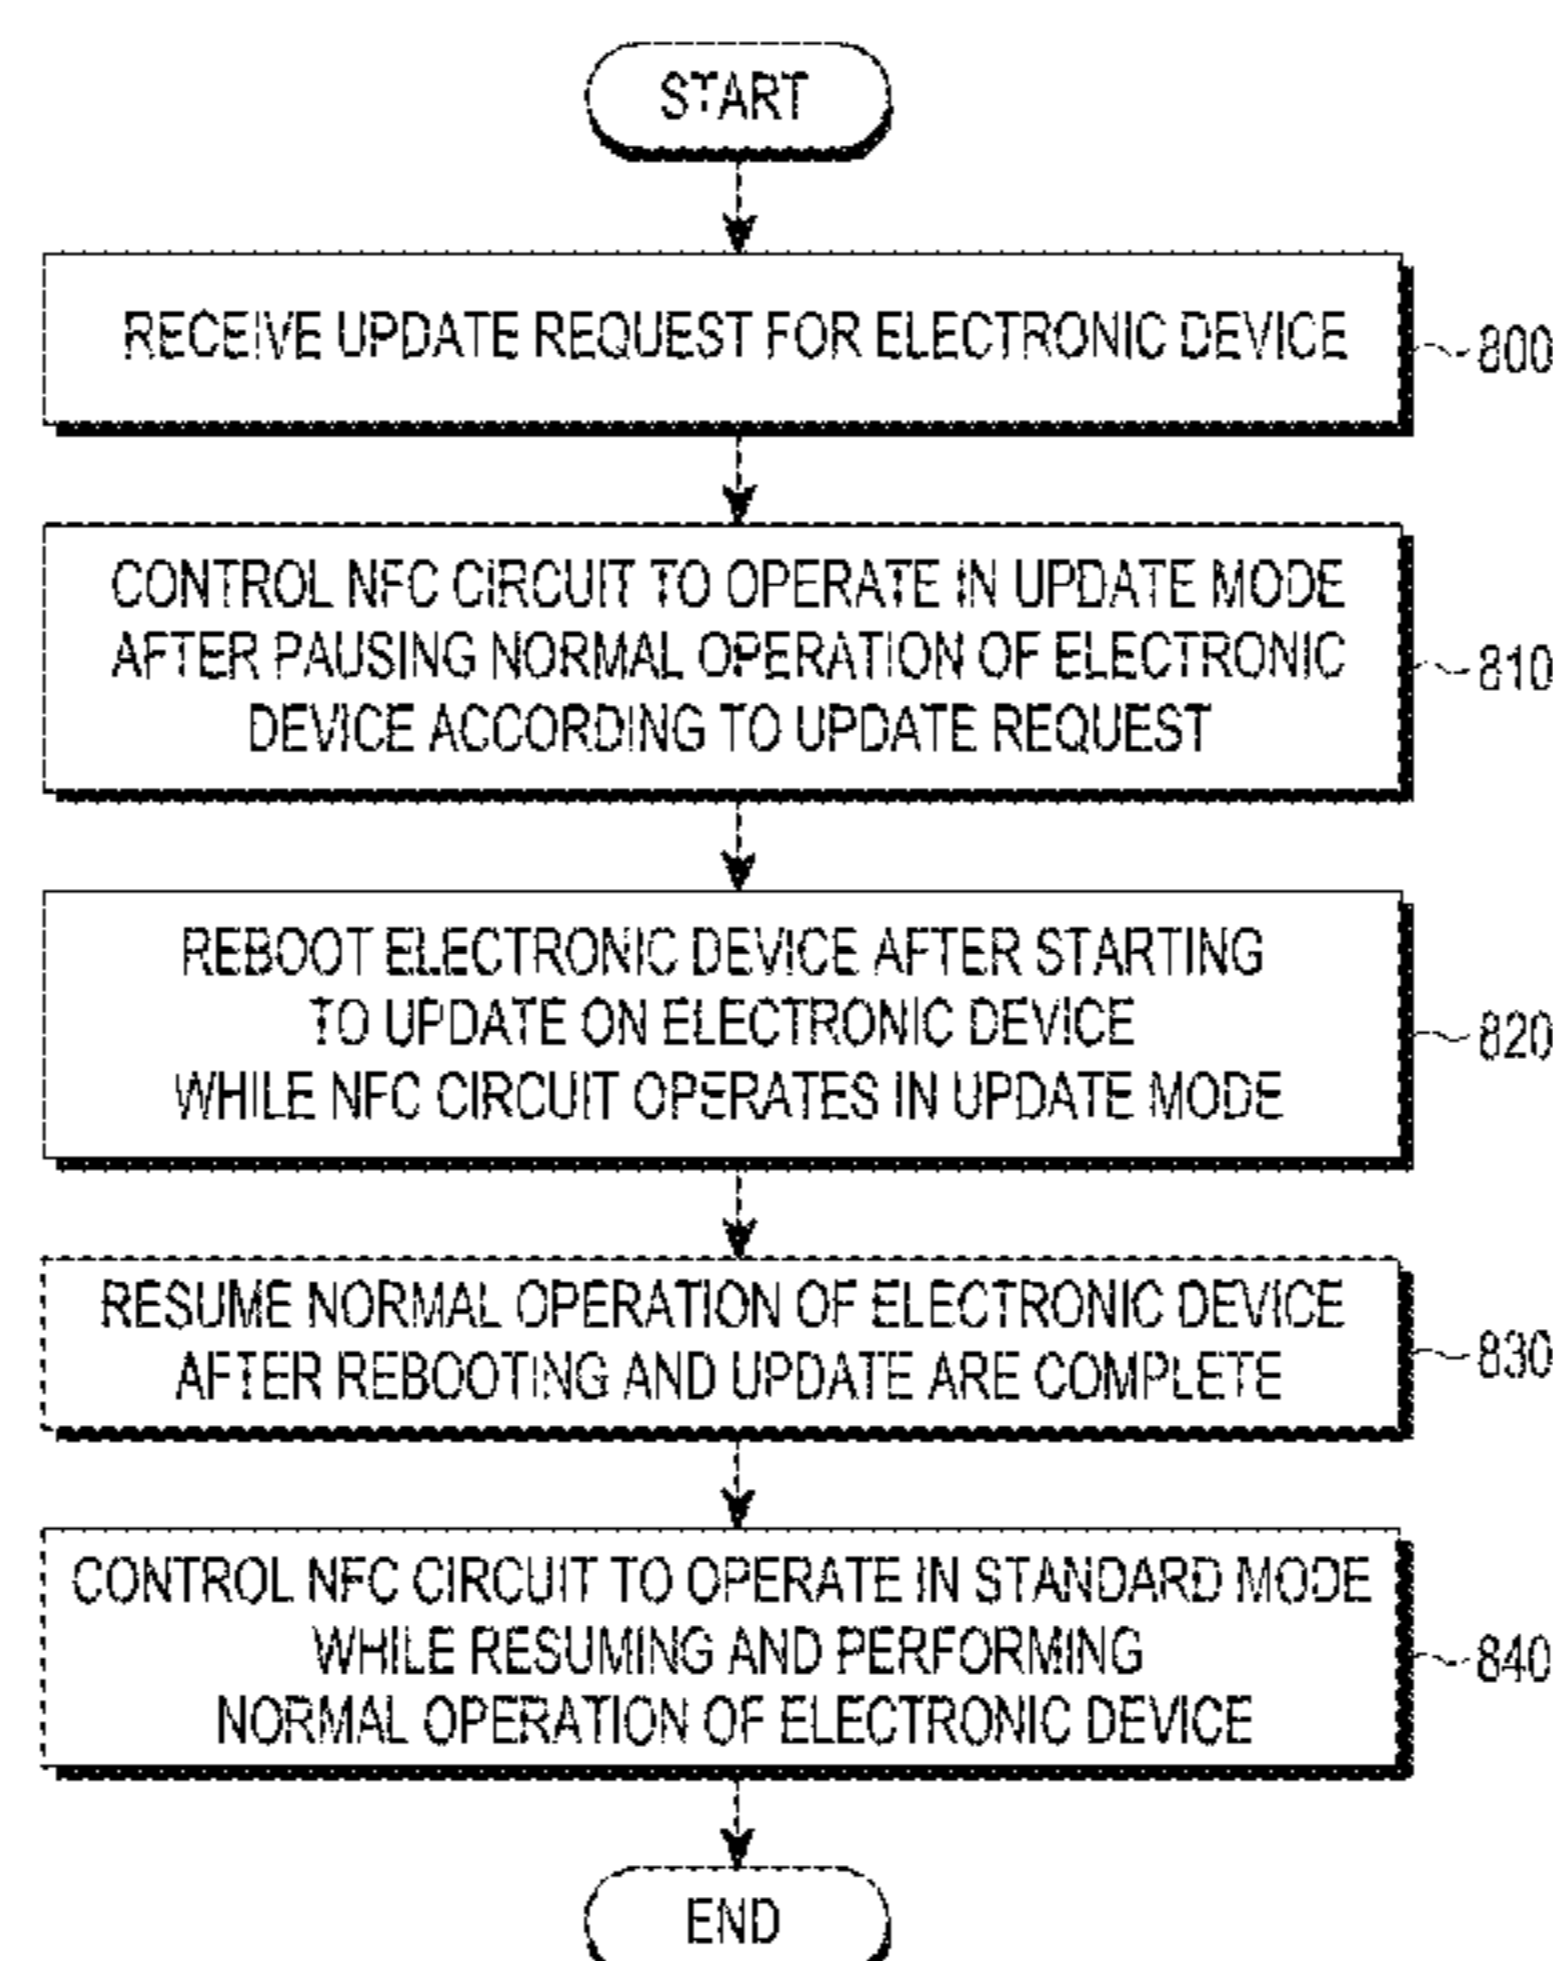 START
RECEIVE UPDATE REQUEST FOR ELECTRONIC DEVICE
800
CONTROL NFC CIRCUIT TO OPERATE IN UPDATE MODE
AFTER PAUSING NORMAL OPERATION OF ELECTRONIC
DEVICE ACCORDING TO UPDATE REQUEST
810
REBOOT ELECTRONIC DEVICE AFTER STARTING
TO UPDATE ON ELECTRONIC DEVICE
WHILE NFC CIRCUIT OPERATES IN UPDATE MODE
820
RESUME NORMAL OPERATION OF ELECTRONIC DEVICE
AFTER REBOOTING AND UPDATE ARE COMPLETE
830
CONTROL NFC CIRCUIT TO OPERATE IN STANDARD MODE
WHILE RESUMING AND PERFORMING
NORMAL OPERATION OF ELECTRONIC DEVICE
840
END